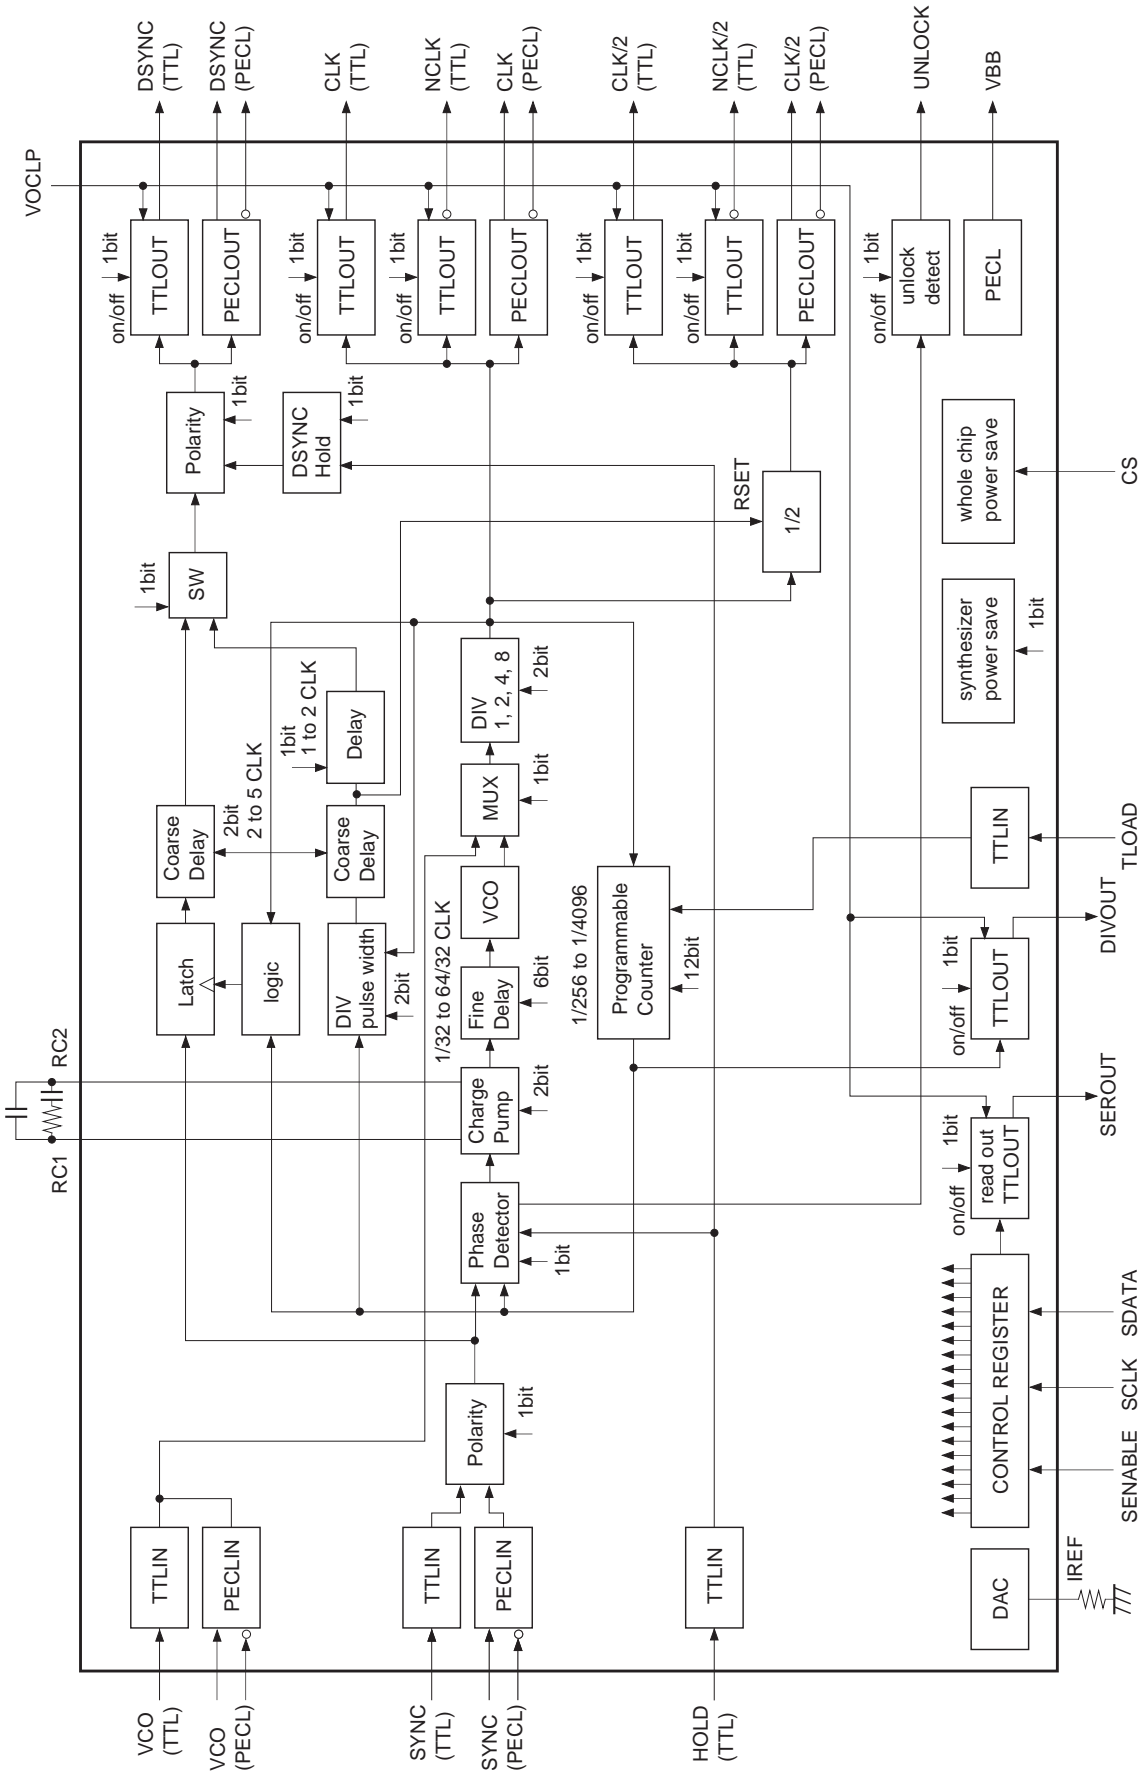 VOCLP
DSYNC
(TTL)
DSYNC
(PECL)
CLK
(TTL)
NCLK
(TTL)
CLK
(PECL)
CLK/2
(TTL)
NCLK/2
(TTL)
CLK/2
(PECL)
UNLOCK
VBB
on/off
1bit
TTLOUT
PECLOUT
on/off
1bit
TTLOUT
on/off
1bit
TTLOUT
PECLOUT
on/off
1bit
TTLOUT
on/off
1bit
TTLOUT
PECLOUT
on/off
1bit
unlock
detect
PECL
Polarity
1bit
DSYNC
Hold
1bit
1bit
SW
RSET
1/2
whole chip
power save
CS
synthesizer
power save
1bit
Coarse
Delay
2bit
2 to 5 CLK
1bit
1 to 2 CLK
Delay
Coarse
Delay
Latch
logic
DIV
pulse width
2bit
DIV
1, 2, 4, 8
2bit
MUX
1bit
VCO
1/32 to 64/32 CLK
Fine
Delay
6bit
Charge
Pump
2bit
Phase
Detector
1bit
1/256 to 1/4096
Programmable
Counter
12bit
TTLIN
TLOAD
on/off
1bit
TTLOUT
DIVOUT
on/off
1bit
read out
TTLOUT
SEROUT
RC1
RC2
Polarity
1bit
CONTROL REGISTER
SENABLE
SCLK
SDATA
DAC
IREF
TTLIN
PECLIN
TTLIN
PECLIN
TTLIN
VCO
(TTL)
VCO
(PECL)
SYNC
(TTL)
SYNC
(PECL)
HOLD
(TTL)